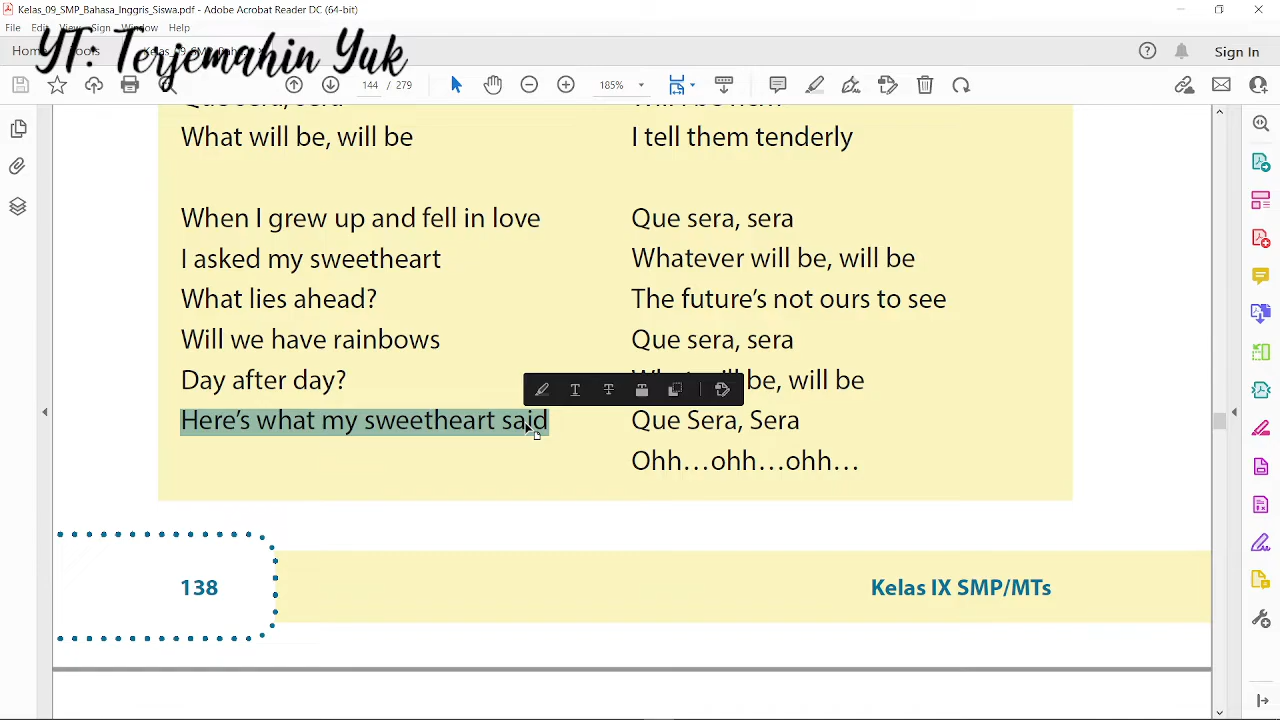 Kelas_09_SMP_Bahasa_Inggris_Siswa.pdf - Adobe Acrobat Reader DC (64-bit)
File Edit View Sign Window Help
YT: Terjemahin Yuk
Home Tools
Sign In
144 / 279
185%
What will be, will be
When I grew up and fell in love
I asked my sweetheart
What lies ahead?
Will we have rainbows
Day after day?
Here's what my sweetheart said
I tell them tenderly
Que sera, sera
Whatever will be, will be
The future's not ours to see
Que sera, sera
be, will be
Que Sera, Sera
Ohh…ohh…ohh…
138
Kelas IX SMP/MTs